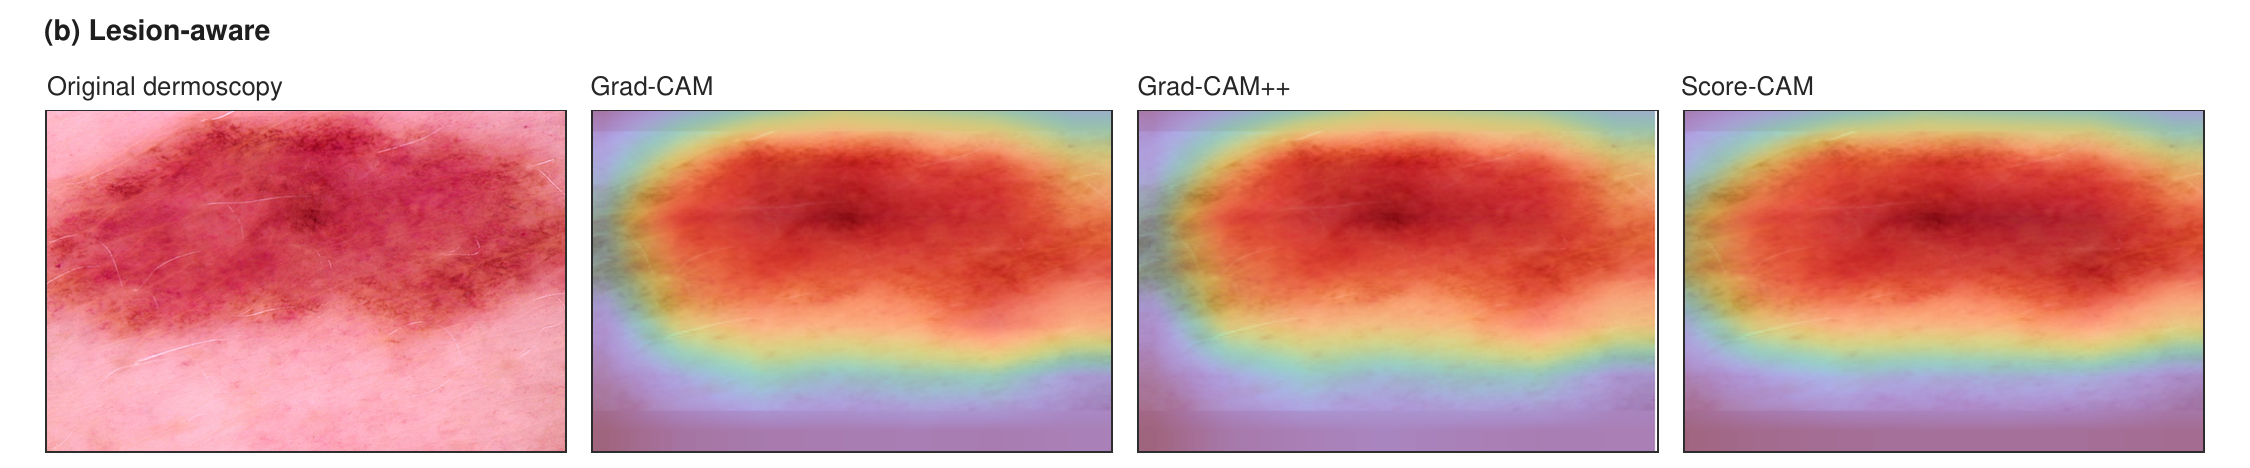 (b) Lesion-aware
Original dermoscopy
Grad-CAM
Grad-CAM++
Score-CAM